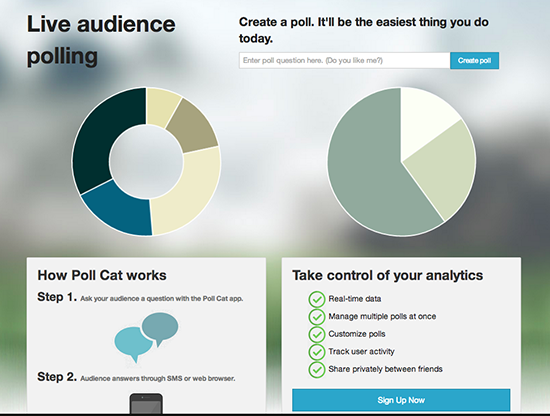 Live audience
polling
Create a poll. It'll be the easiest thing you do
today.
Enter poll question here. (Do you like me?)
Create poll
How Poll Cat works
Step 1. Ask your audience a question with the Poll Cat app.
Step 2. Audience answers through SMS or web browser.
Take control of your analytics
Real-time data
Manage multiple polls at once
Customize polls
Track user activity
Share privately between friends
Sign Up Now